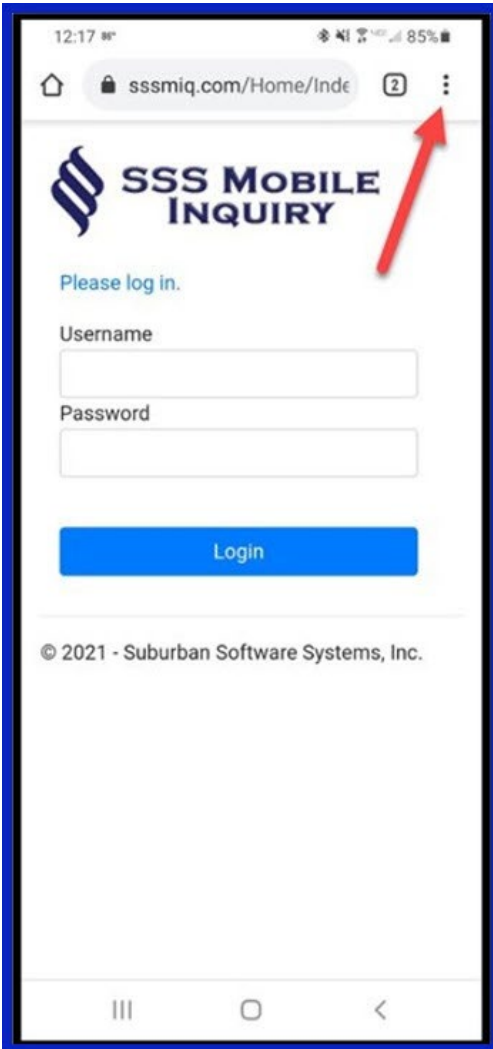 12:17
85%
sssmiq.com/Home/Inde
2
SSS MOBILE
INQUIRY
Please log in.
Username
Password
Login
© 2021 - Suburban Software Systems, Inc.